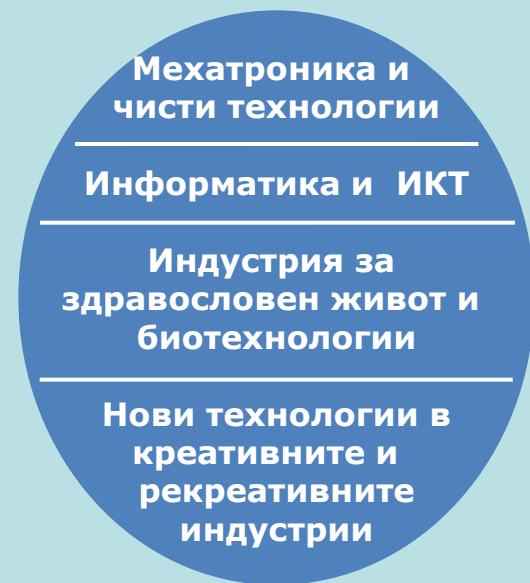 Мехатроника и
чисти технологии
Информатика и ИКТ
Индустрия за
здравословен живот и
биотехнологии
Нови технологии в
креативните и
рекреативните
индустрии